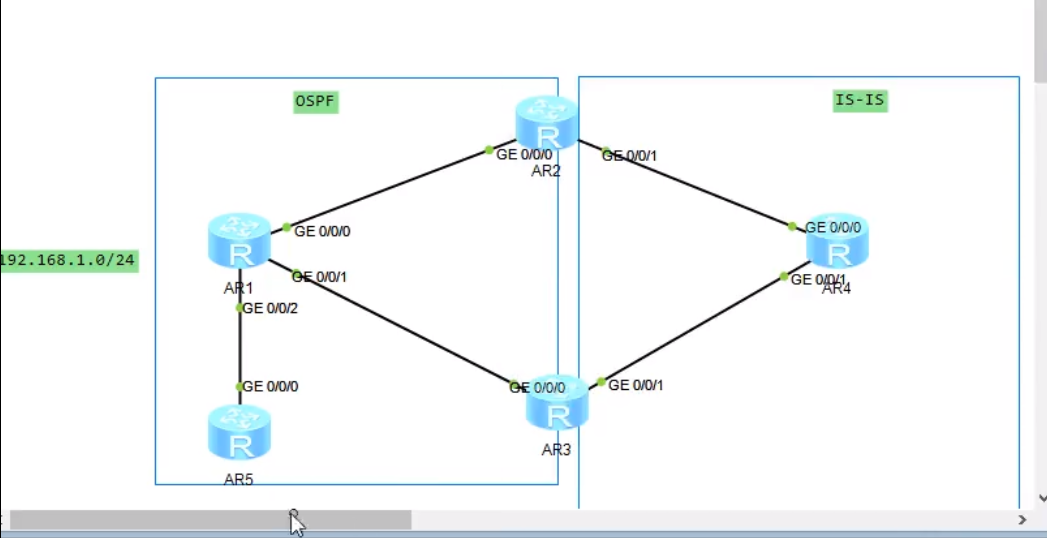 OSPF
IS-IS
R
GE 0/0/0
GE 0/0/1
AR2
R
GE 0/0/0
GE 0/0/0
R
192.168.1.0/24
GE 0/0/1
GE 0/0/1
AR1
AR4
GE 0/0/2
GE 0/0/0
GE 0/0/0
GE 0/0/1
R
R
AR3
AR5